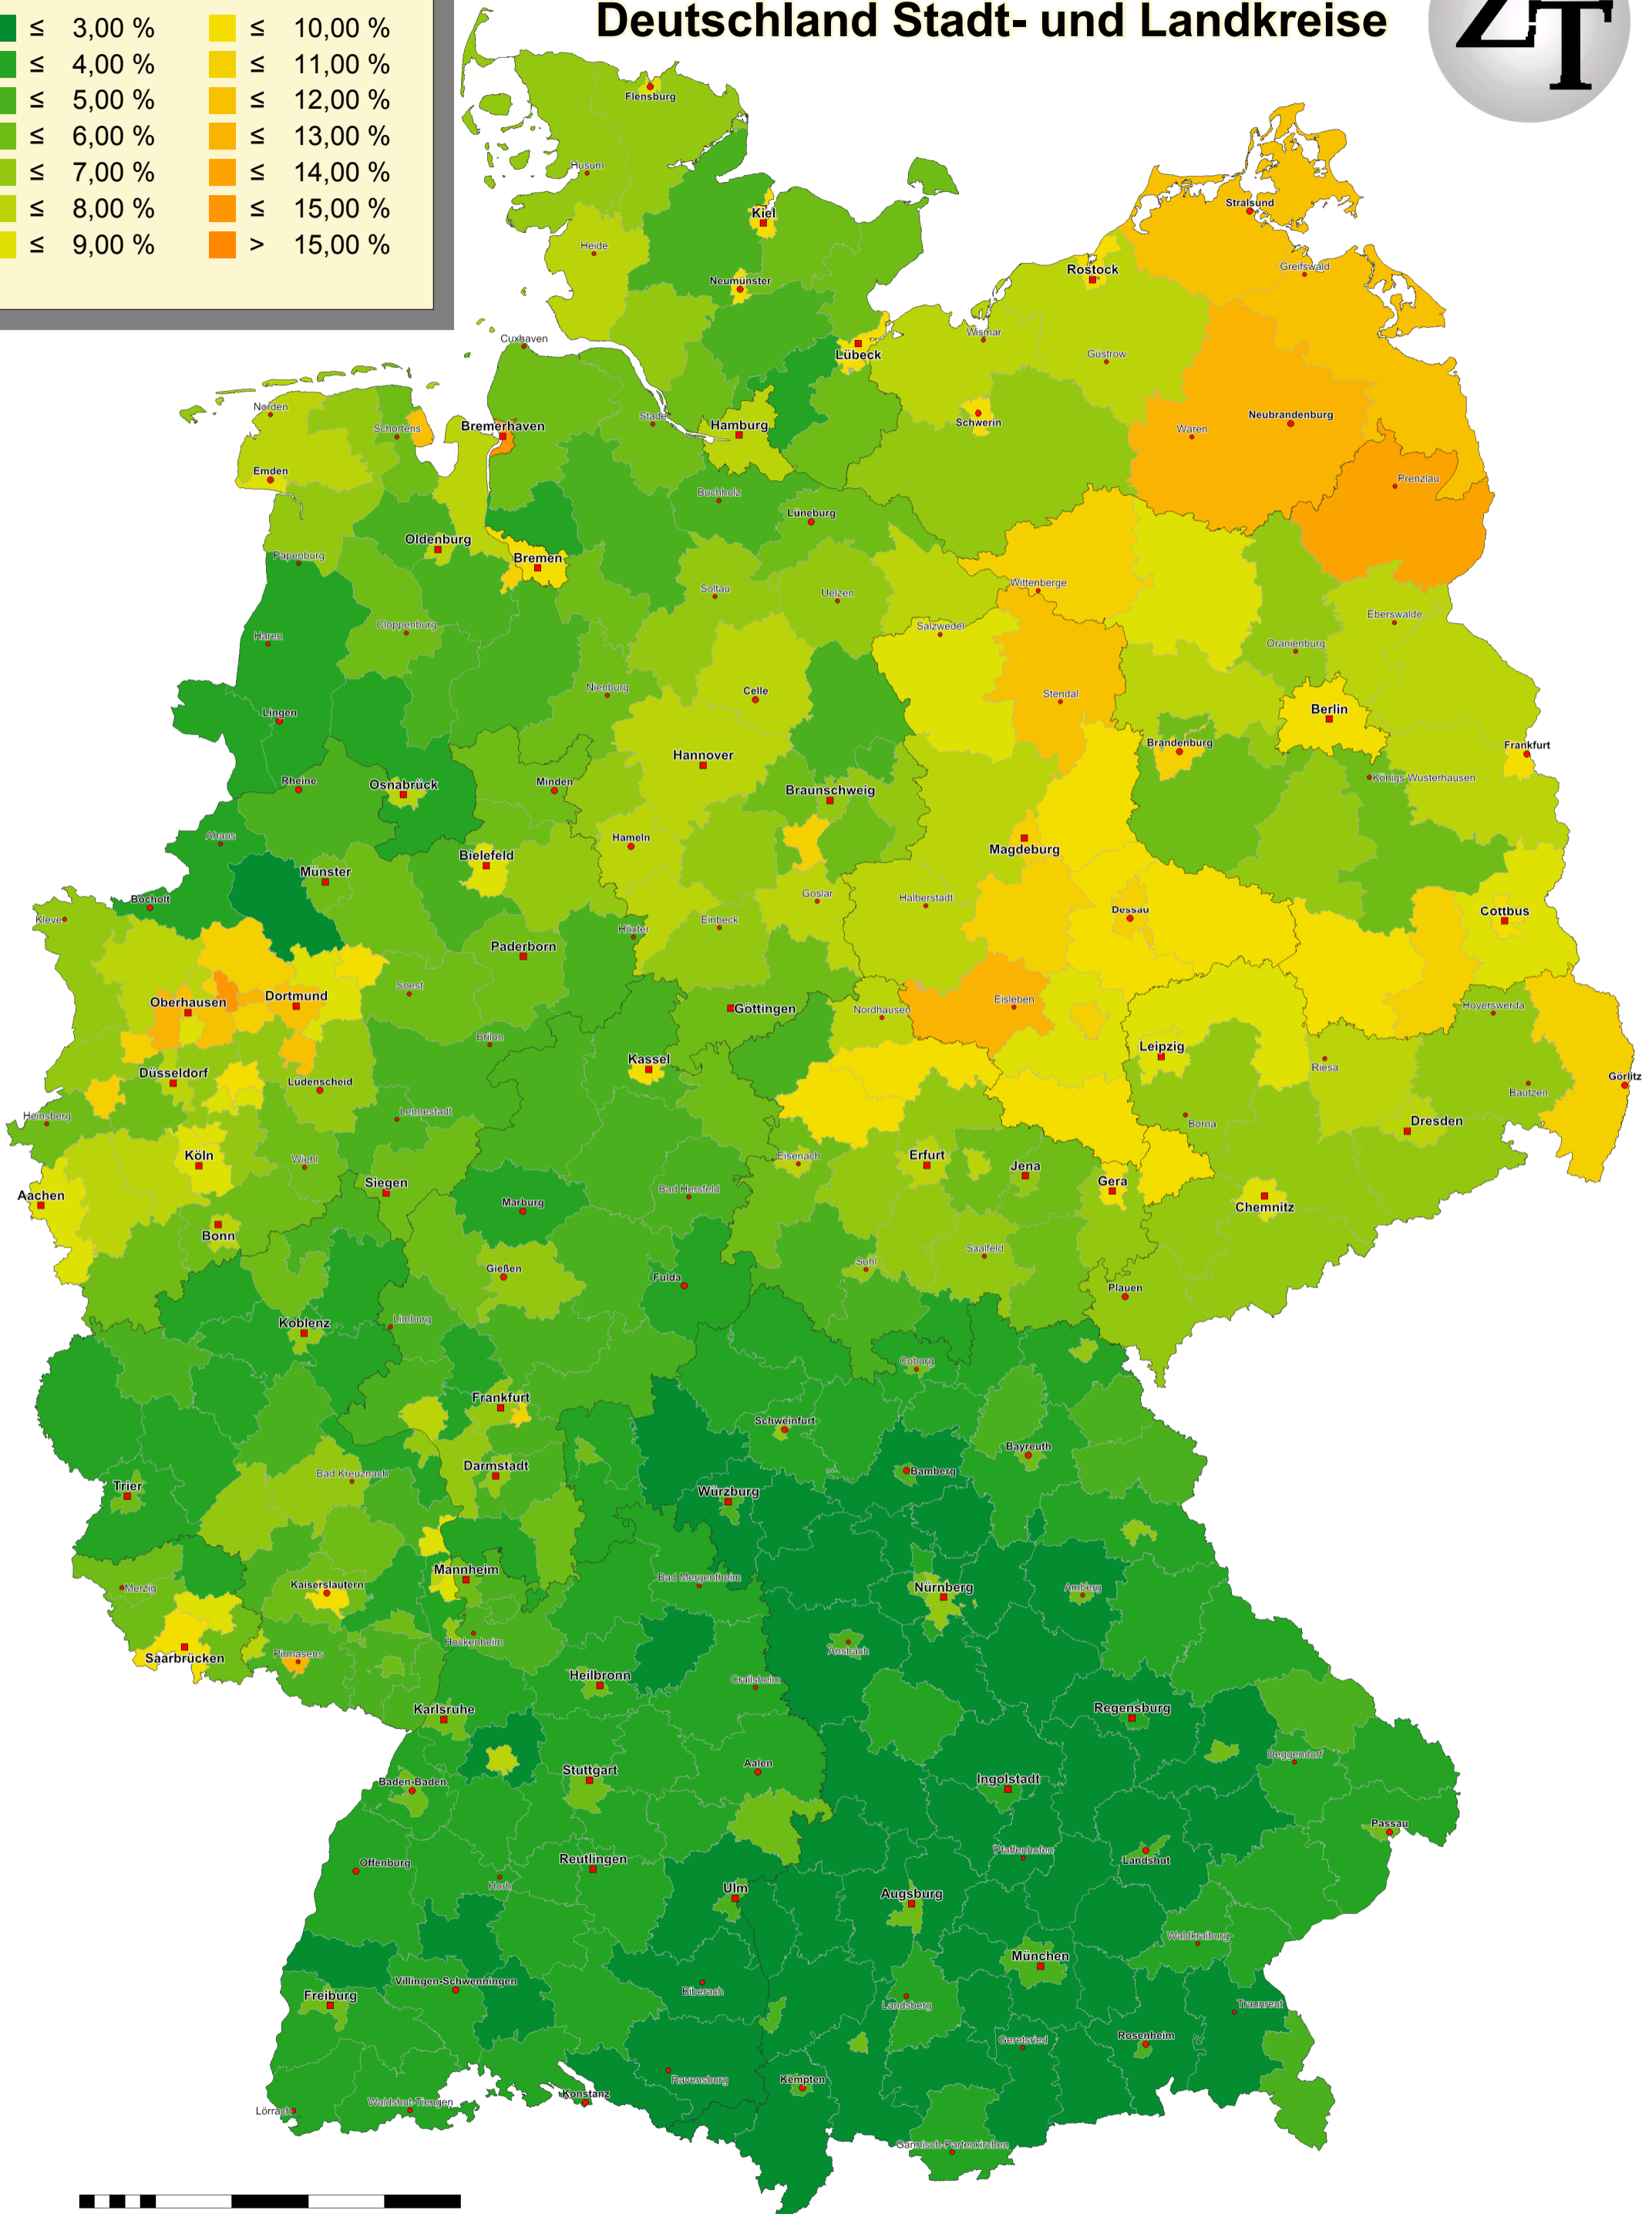 Deutschland Stadt- und Landkreise
ZT
≤ 3,00 % ≤ 10,00 %
≤ 4,00 % ≤ 11,00 %
≤ 5,00 % ≤ 12,00 %
≤ 6,00 % ≤ 13,00 %
≤ 7,00 % ≤ 14,00 %
≤ 8,00 % ≤ 15,00 %
≤ 9,00 % > 15,00 %
Flensburg
Husum
Stralsund
Kiel
Heide
Greifswald
Rostock
Neumünster
Wismar
Cuxhaven
Lübeck
Güstrow
Norden
Neubrandenburg
Stade
Schwerin
Hamburg
Bremerhaven
Schortens
Waren
Emden
Prenzlau
Buchholz
Lüneburg
Oldenburg
Papenburg
Bremen
Wittenberge
Soltau
Uelzen
Eberswalde
Cloppenburg
Salzwedel
Haren
Oranienburg
Nienburg
Celle
Stendal
Berlin
Lingen
Brandenburg
Frankfurt
Hannover
Königs Wusterhausen
Rheine
Osnabrück
Minden
Braunschweig
Ahaus
Hameln
Magdeburg
Bielefeld
Münster
Goslar
Halberstadt
Bocholt
Dessau
Cottbus
Kleve
Einbeck
Höxter
Paderborn
Soest
Dortmund
Oberhausen
Eisleben
Hoyerswerda
Göttingen
Nordhausen
Brilon
Leipzig
Kassel
Riesa
Düsseldorf
Lüdenscheid
Görlitz
Bautzen
Heinsberg
Lennestadt
Dresden
Borna
Köln
Wiehl
Eisenach
Erfurt
Jena
Siegen
Gera
Bad Hersfeld
Aachen
Marburg
Chemnitz
Bonn
Saalfeld
Suhl
Gießen
Fulda
Plauen
Koblenz
Limburg
Coburg
Frankfurt
Schweinfurt
Bayreuth
Darmstadt
Bamberg
Bad Kreuznach
Trier
Würzburg
Mannheim
Bad Mergentheim
Kaiserslautern
Merzig
Nürnberg
Amberg
Hockenheim
Ansbach
Pirmasens
Saarbrücken
Heilbronn
Crailsheim
Karlsruhe
Regensburg
Deggendorf
Aalen
Stuttgart
Ingolstadt
Baden-Baden
Passau
Pfaffenhofen
Landshut
Reutlingen
Offenburg
Horb
Ulm
Augsburg
Waldkraiburg
München
Villingen-Schwenningen
Biberach
Freiburg
Landsberg
Traunreut
Geretsried
Rosenheim
Ravensburg
Kempten
Konstanz
Waldshut-Tiengen
Lörrach
Garmisch-Partenkirchen